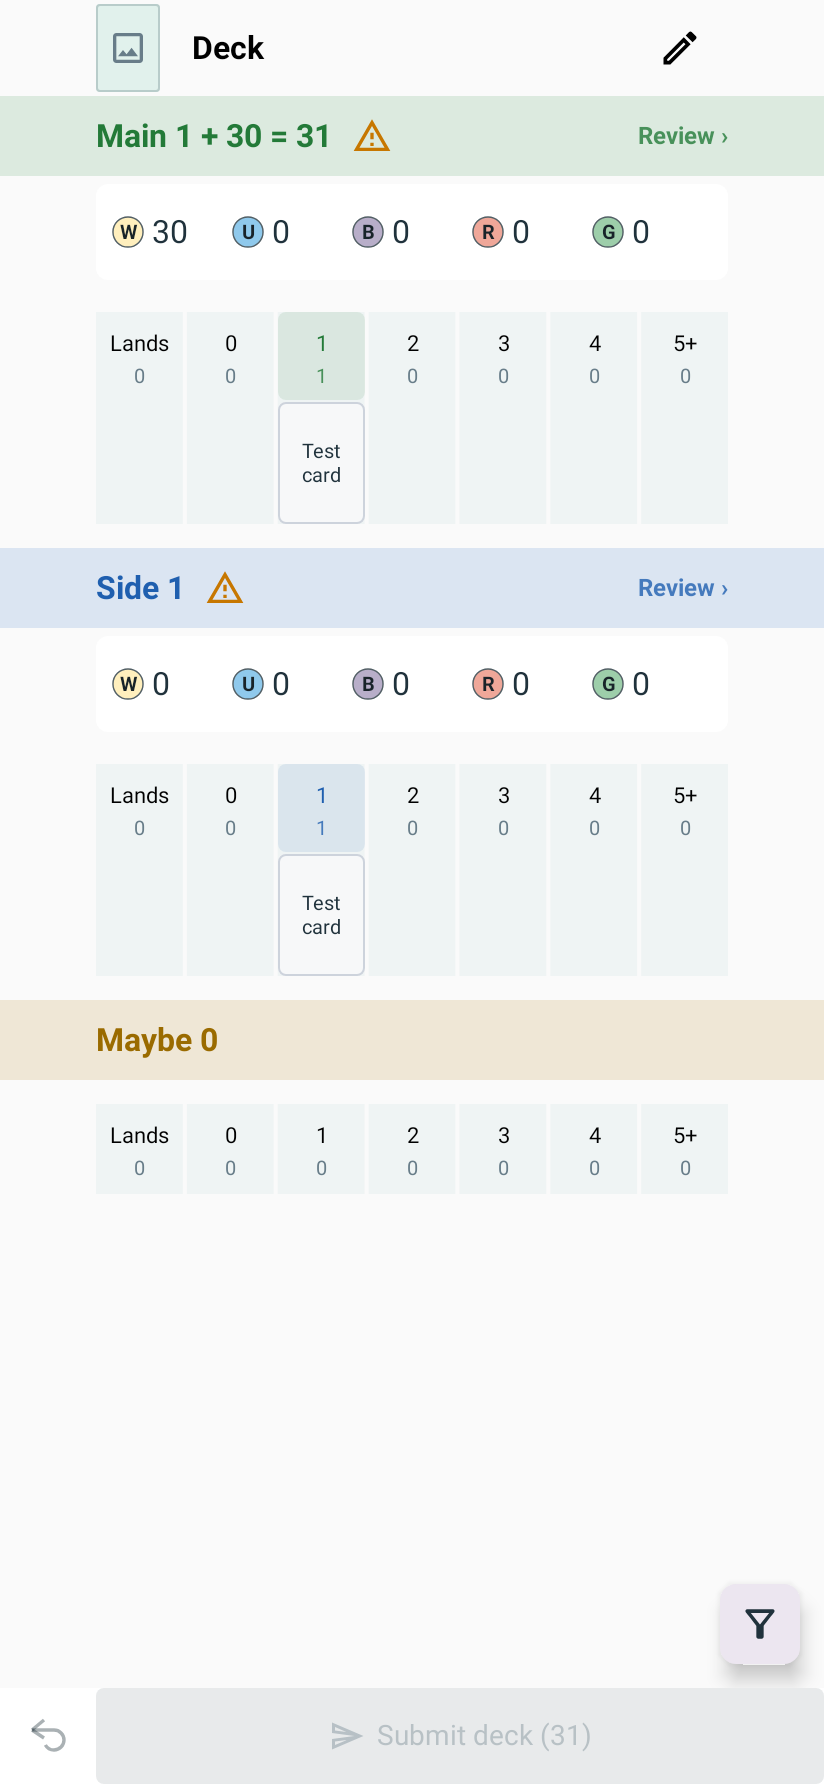 Deck
Main 1 + 30 = 31
Review ›
W 30 U 0 B 0 R 0 G 0
Lands 0 1 2 3 4 5+
0 0 1 0 0 0 0
Test
card
Side 1
Review ›
W 0 U 0 B 0 R 0 G 0
Lands 0 1 2 3 4 5+
0 0 1 0 0 0 0
Test
card
Maybe 0
Lands 0 1 2 3 4 5+
0 0 0 0 0 0 0
Submit deck (31)